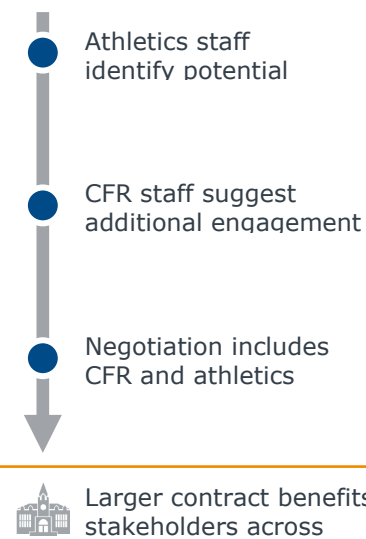 Athletics staff
identify potential
CFR staff suggest
additional engagement
Negotiation includes
CFR and athletics
Larger contract benefits
stakeholders across